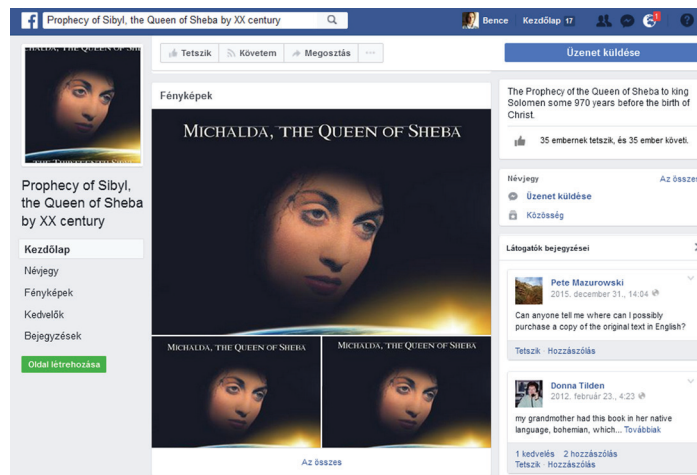 Prophecy of Sibyl, the Queen of Sheba by XX century
Bence
Kezdőlap 17
THE THIRTEENTH SIBYL
Prophecy of Sibyl,
the Queen of Sheba
by XX century
Kezdőlap
Névjegy
Fényképek
Kedvelők
Bejegyzések
Oldal létrehozása
Tetszik
Követem
Megosztás
Fényképek
MICHALDA, THE QUEEN OF SHEBA
MICHALDA, THE QUEEN OF SHEBA
MICHALDA, THE QUEEN OF SHEBA
Az összes
Üzenet küldése
The Prophecy of the Queen of Sheba to king
Solomen some 970 years before the birth of
Christ.
35 embernek tetszik, és 35 ember követi.
Névjegy
Az összes
Üzenet küldése
Közösség
Látogatók bejegyzései
Pete Mazurowski
2015. december 31., 14:04
Can anyone tell me where can I possibly
purchase a copy of the original text in English?
Tetszik · Hozzászólás
Donna Tilden
2012. február 23., 4:23
my grandmother had this book in her native
language, bohemian, which... Továbbiak
1 kedvelés 2 hozzászólás
Tetszik · Hozzászólás